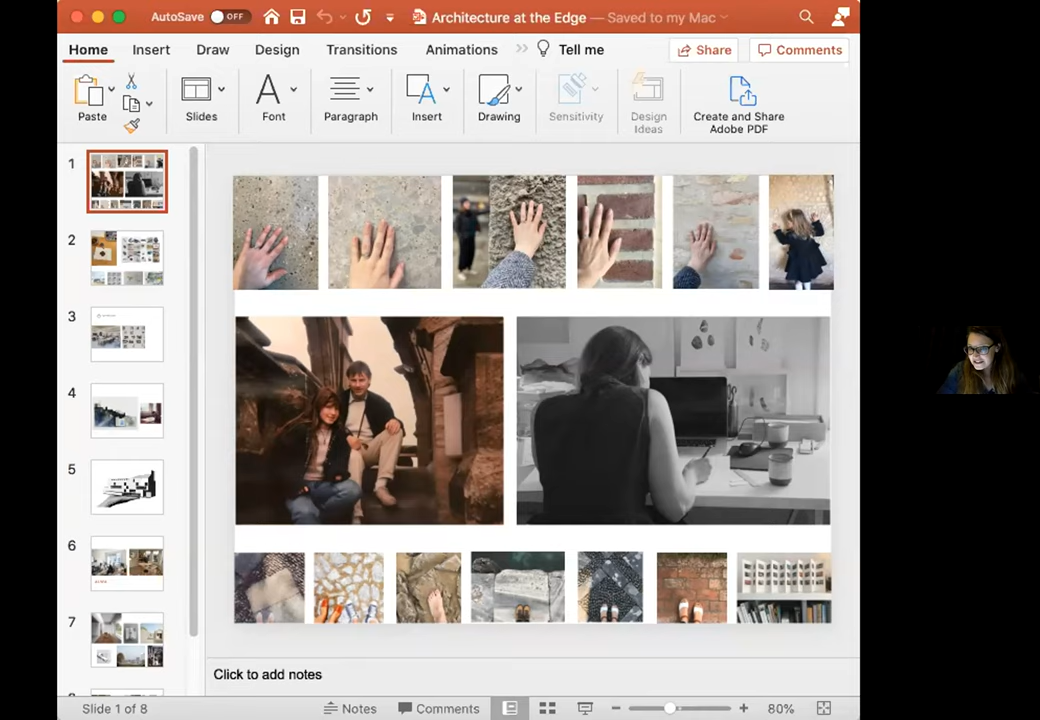 AutoSave OFF Architecture at the Edge — Saved to my Mac
Home Insert Draw Design Transitions Animations Tell me Share Comments
Paste Slides Font Paragraph Insert Drawing Sensitivity Design Ideas Create and Share Adobe PDF
1
2
3
4
5
6
7
Click to add notes
Slide 1 of 8 Notes Comments 80%